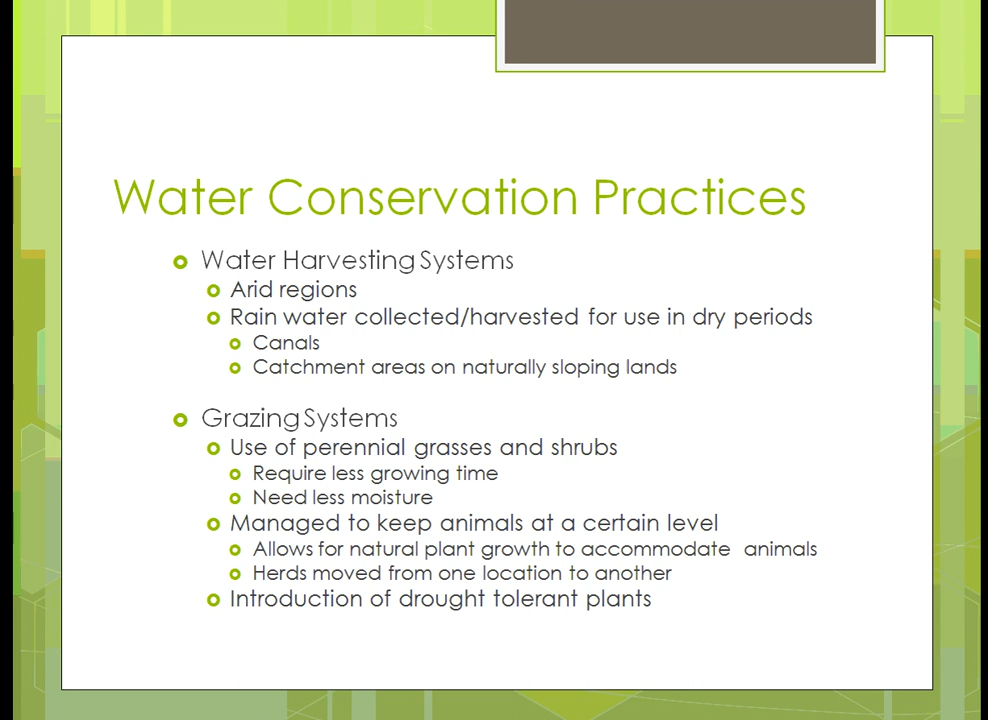 Water Conservation Practices
Water Harvesting Systems
Arid regions
Rain water collected/harvested for use in dry periods
Canals
Catchment areas on naturally sloping lands
Grazing Systems
Use of perennial grasses and shrubs
Require less growing time
Need less moisture
Managed to keep animals at a certain level
Allows for natural plant growth to accommodate animals
Herds moved from one location to another
Introduction of drought tolerant plants